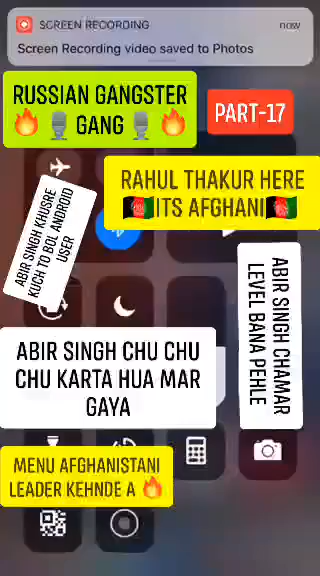 SCREEN RECORDING now
Screen Recording video saved to Photos
RUSSIAN GANGSTER
🔥🎙️ GANG 🎙️🔥
PART-17
RAHUL THAKUR HERE
🇦🇫ITS AFGHANI🇦🇫
ABIR SINGH KHUSRE
KUCH TO BOL ANDROID
USER
ABIR SINGH CHAMAR
LEVEL BANA PEHLE
ABIR SINGH CHU CHU
CHU KARTA HUA MAR
GAYA
MENU AFGHANISTANI
LEADER KEHNDE A 🔥